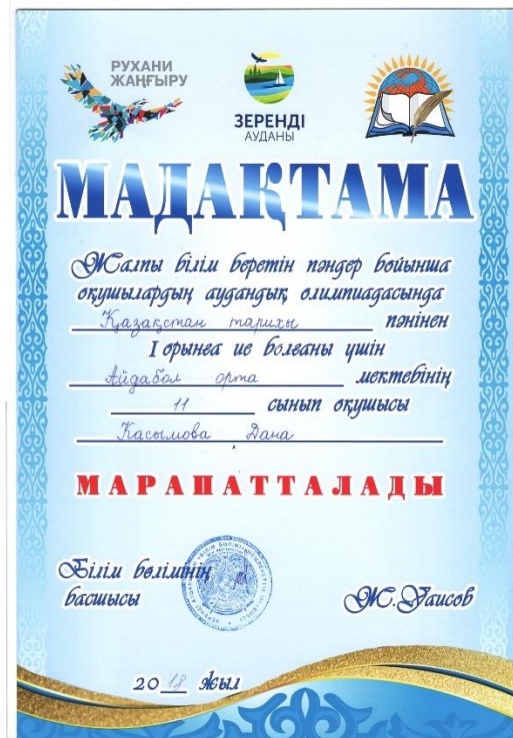 РУХАНИ
ЖАҢҒЫРУ
ЗЕРЕНДІ
АУДАНЫ
МАДАҚТАМА
Жалпы білім беретін пәндер бойынша
оқушылардың аудандық олимпиадасында
Қазақстан тарихы пәнінен
I орынға ие болғаны үшін
Айдабол орта мектебінің
11 сынып оқушысы
Касымова Дана
МАРАПАТТАЛАДЫ
Білім бөлімінің
басшысы
Ж.Уаисов
2018 жыл